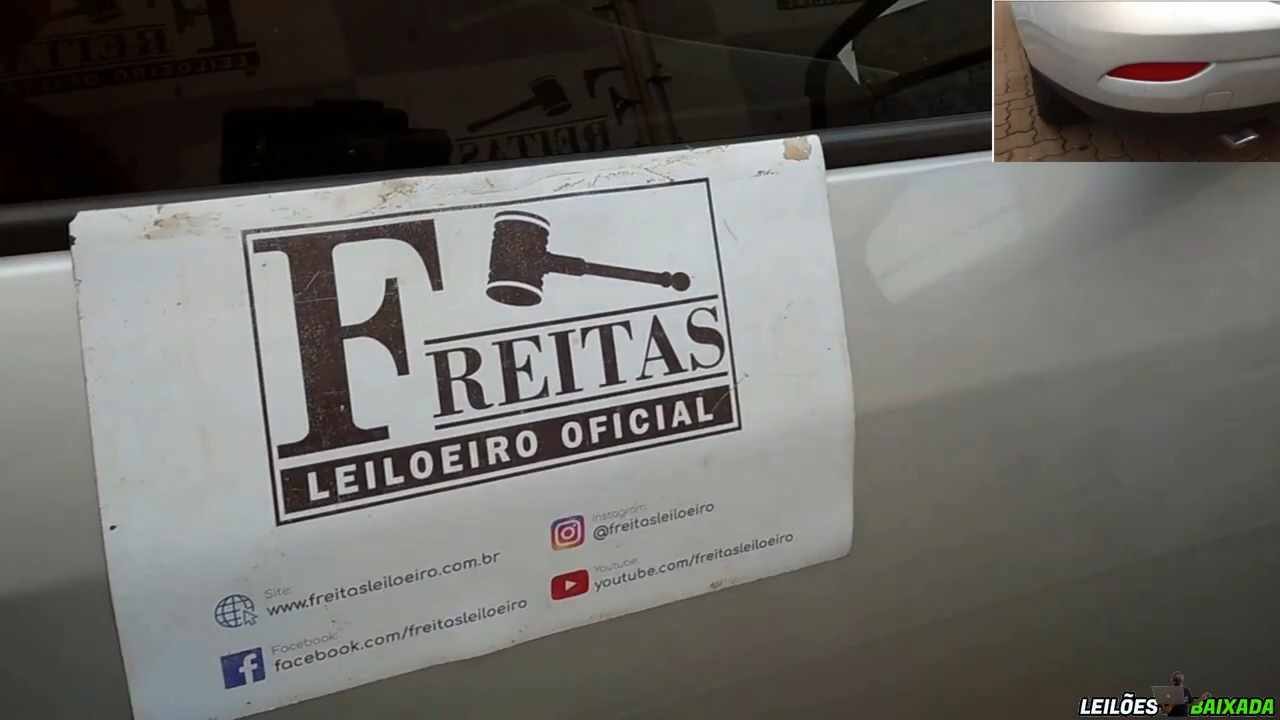 FREITAS
LEILOEIRO OFICIAL
Site:
www.freitasleiloeiro.com.br
Facebook:
facebook.com/freitasleiloeiro
Instagram:
@freitasleiloeiro
Youtube:
youtube.com/freitasleiloeiro
LEILÕES BAIXADA